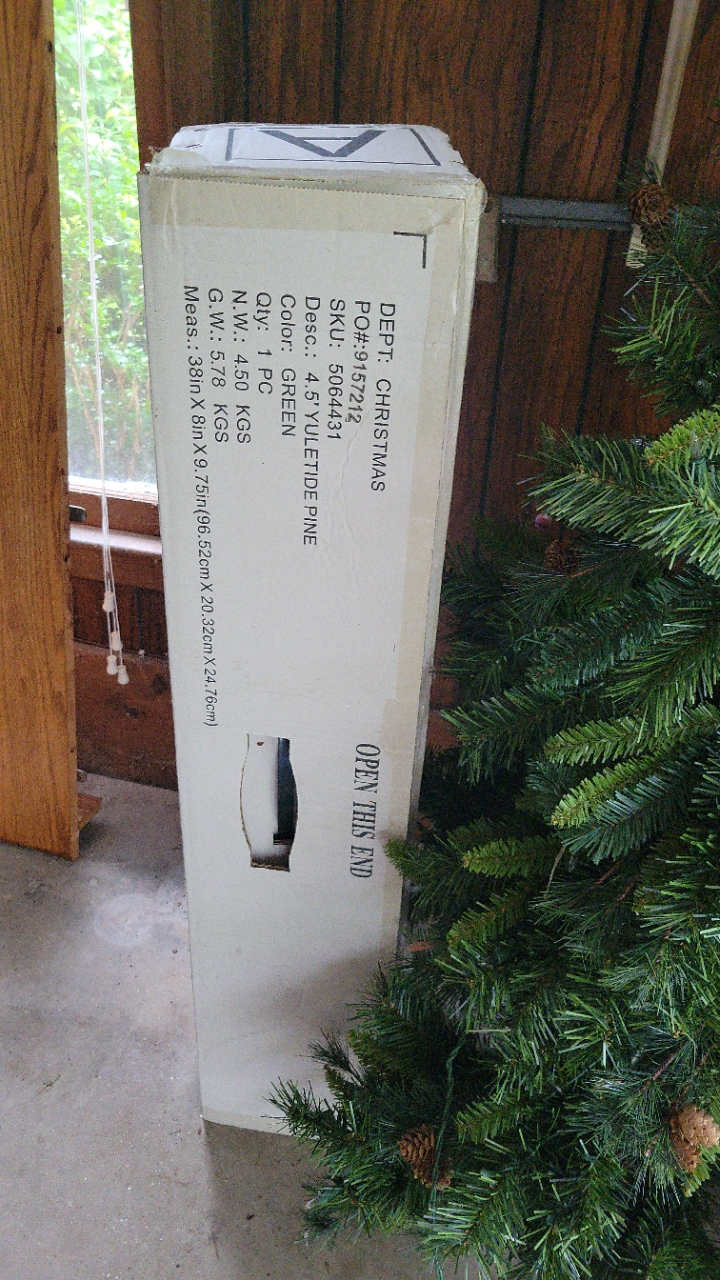 DEPT: CHRISTMAS
PO#:9157212
SKU: 5064431
Desc.: 4.5' YULETIDE PINE
Color: GREEN
Qty: 1 PC
N.W.: 4.50 KGS
G.W.: 5.78 KGS
Meas.: 38in X 8in X 9.75in(96.52cm X 20.32cm X 24.76cm)
OPEN THIS END
A